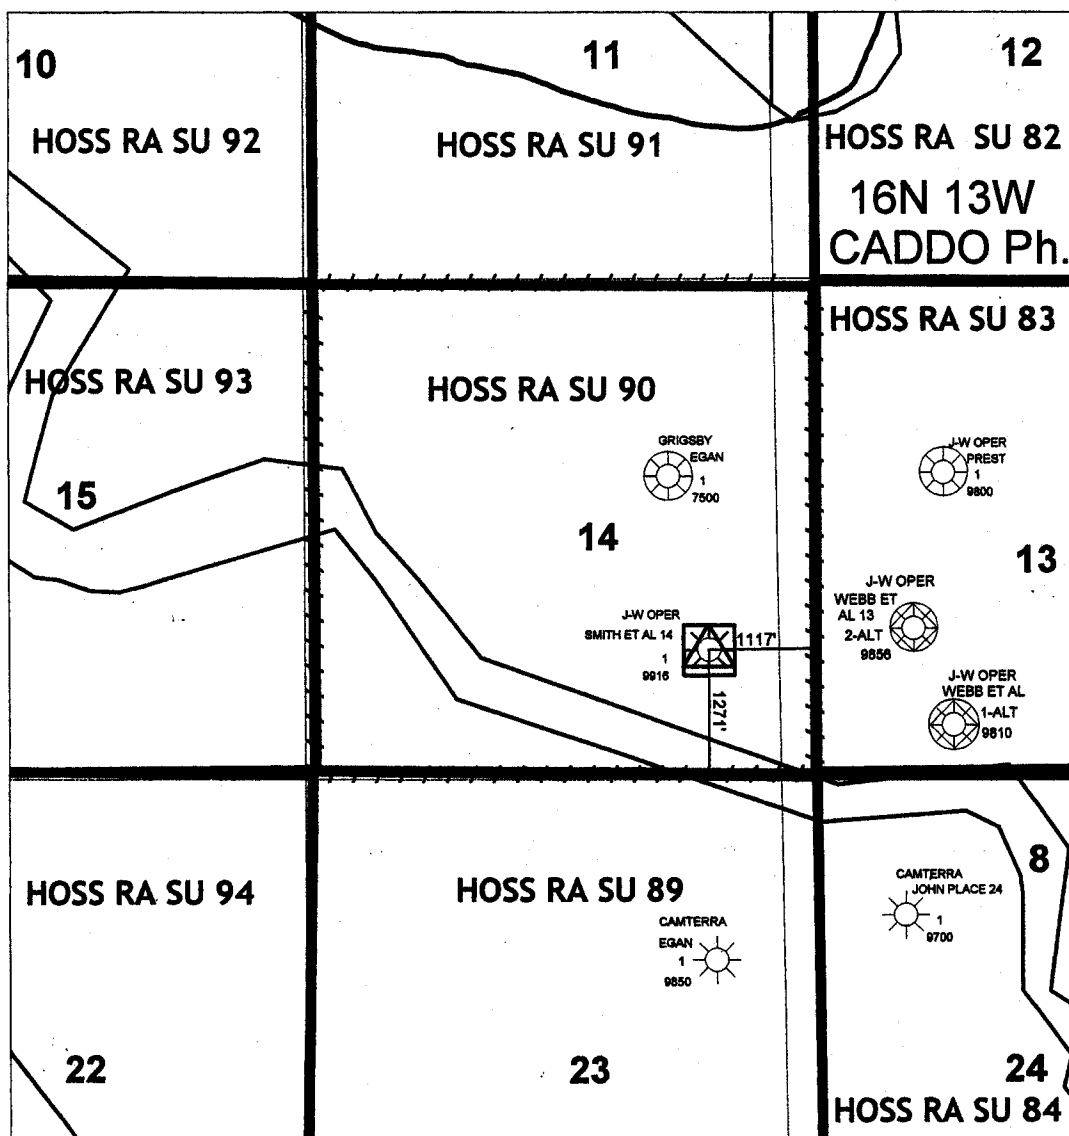 10
11
12
HOSS RA SU 92
HOSS RA SU 91
HOSS RA SU 82
16N 13W
CADDO Ph.
HOSS RA SU 93
HOSS RA SU 90
HOSS RA SU 83
GRIGSBY
EGAN
1
7500
J-W OPER
PREST
1
9800
15
14
13
J-W OPER
WEBB ET
AL 13
2-ALT
9856
J-W OPER
SMITH ET AL 14
1
9916
1117'
1271'
J-W OPER
WEBB ET AL
1-ALT
9810
HOSS RA SU 94
HOSS RA SU 89
8
CAMTERRA
JOHN PLACE 24
1
9700
CAMTERRA
EGAN
1
9850
22
23
24
HOSS RA SU 84